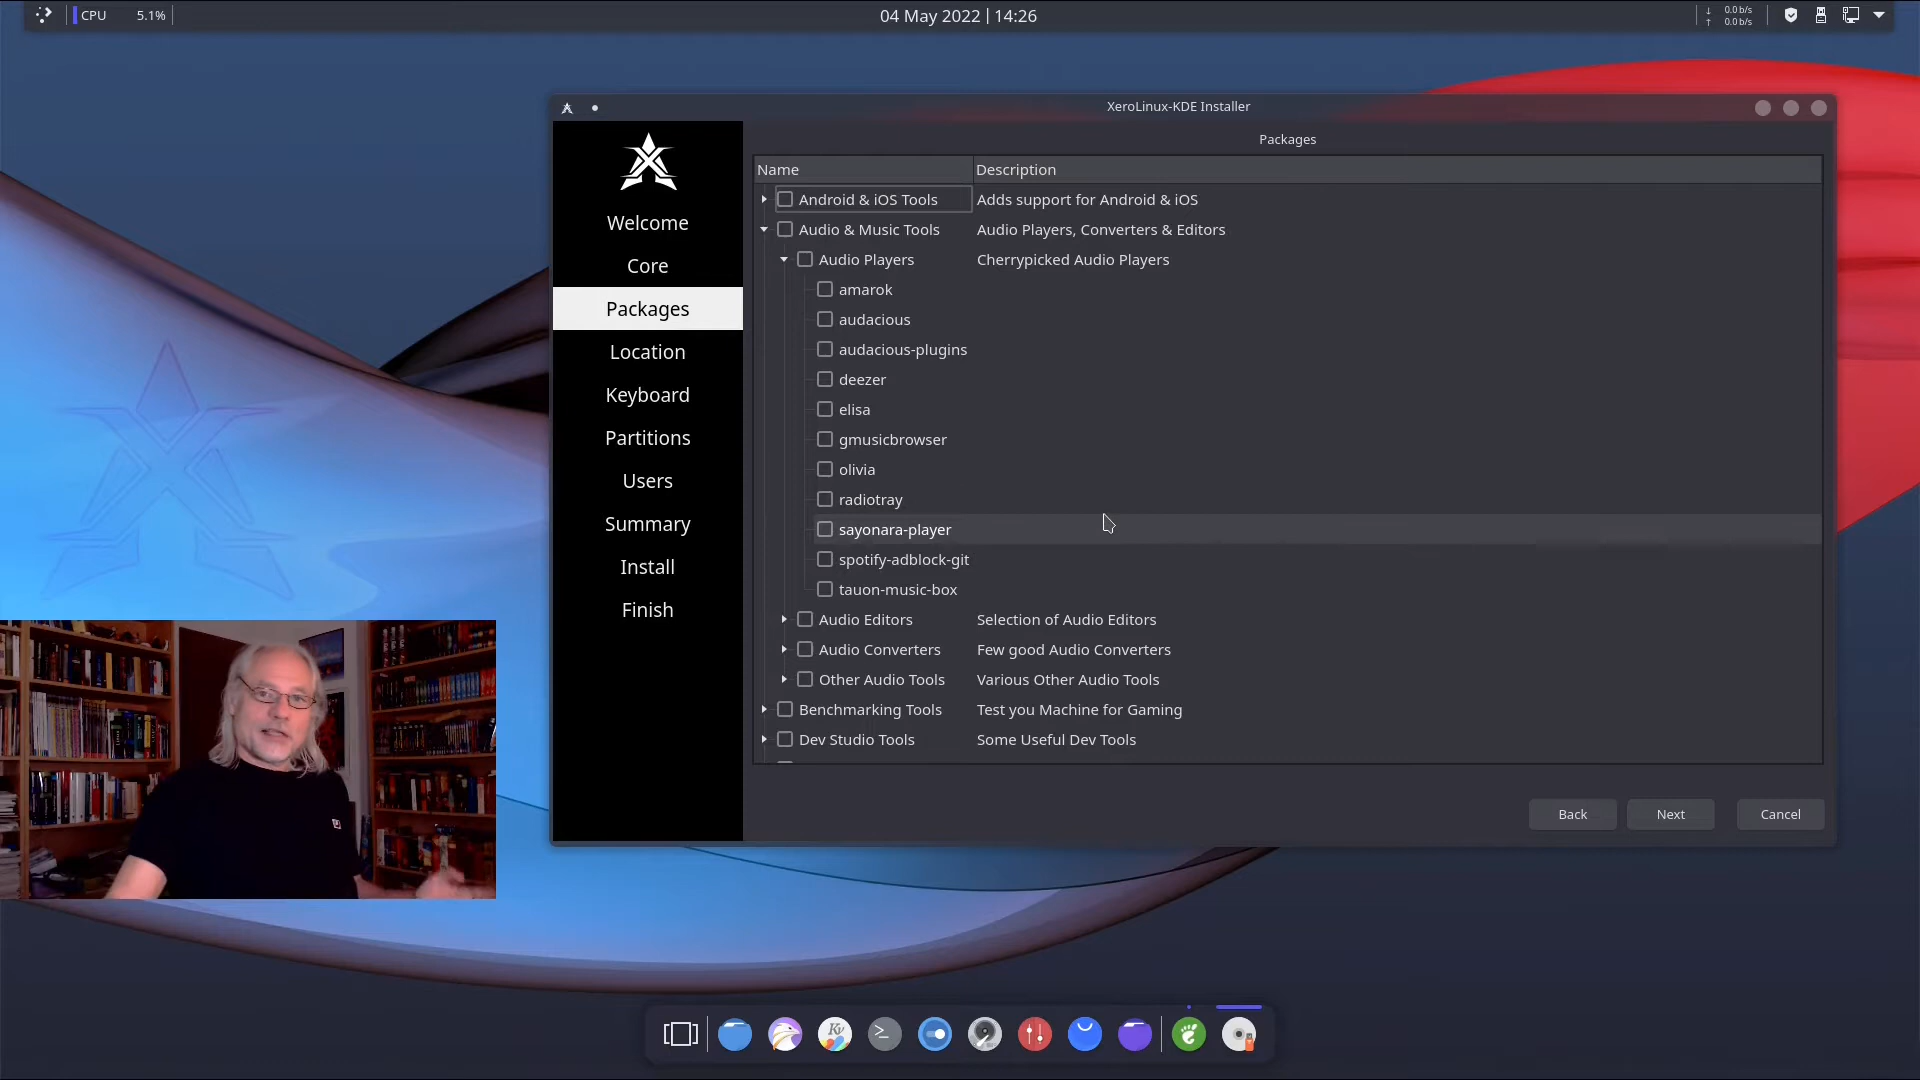 CPU 5.1%
04 May 2022 | 14:26
↓ 0.0 b/s
↑ 0.0 b/s
XeroLinux-KDE Installer
Welcome
Core
Packages
Location
Keyboard
Partitions
Users
Summary
Install
Finish
Packages
Name Description
Android & iOS Tools Adds support for Android & iOS
Audio & Music Tools Audio Players, Converters & Editors
Audio Players Cherrypicked Audio Players
amarok
audacious
audacious-plugins
deezer
elisa
gmusicbrowser
olivia
radiotray
sayonara-player
spotify-adblock-git
tauon-music-box
Audio Editors Selection of Audio Editors
Audio Converters Few good Audio Converters
Other Audio Tools Various Other Audio Tools
Benchmarking Tools Test you Machine for Gaming
Dev Studio Tools Some Useful Dev Tools
Back Next Cancel
Kv